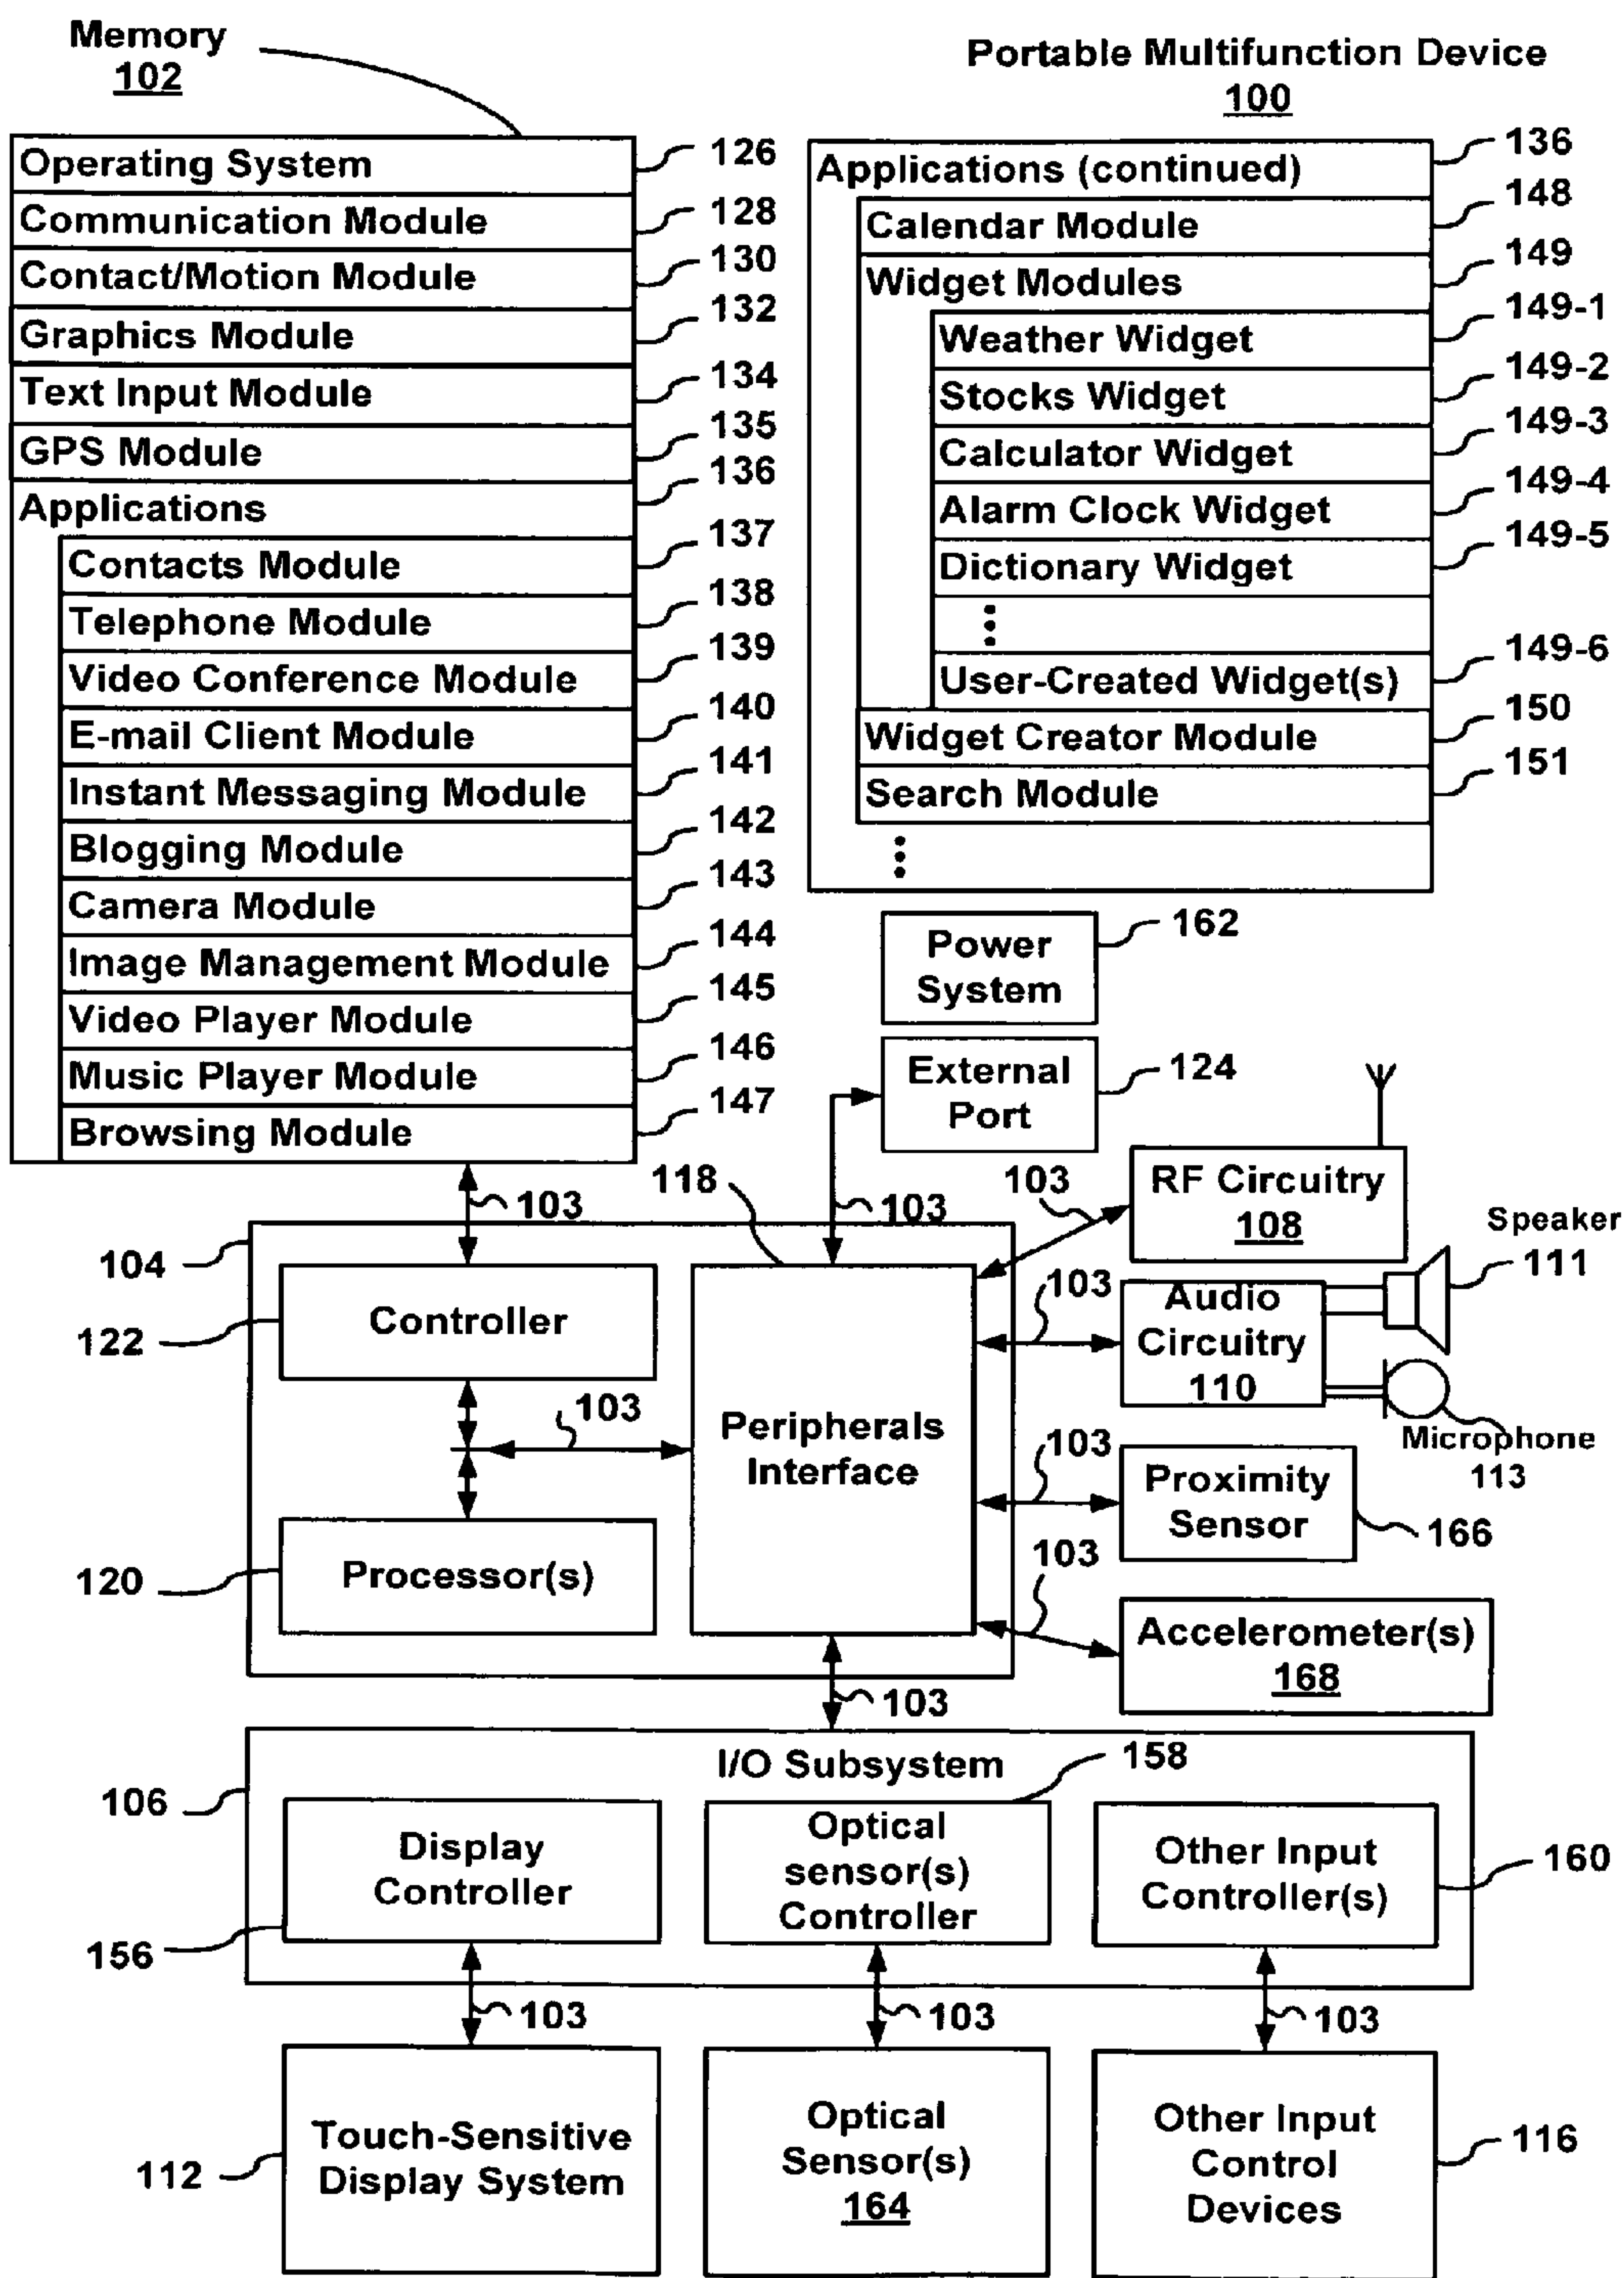 Memory
102
Portable Multifunction Device
100
Operating System
126
Communication Module
128
Contact/Motion Module
130
Graphics Module
132
Text Input Module
134
GPS Module
135
Applications
136
Contacts Module
137
Telephone Module
138
Video Conference Module
139
E-mail Client Module
140
Instant Messaging Module
141
Blogging Module
142
Camera Module
143
Image Management Module
144
Video Player Module
145
Music Player Module
146
Browsing Module
147
Applications (continued)
136
Calendar Module
148
Widget Modules
149
Weather Widget
149-1
Stocks Widget
149-2
Calculator Widget
149-3
Alarm Clock Widget
149-4
Dictionary Widget
149-5
User-Created Widget(s)
149-6
Widget Creator Module
150
Search Module
151
Power
System
162
External
Port
124
103
118
103
103
RF Circuitry
108
Speaker
111
104
Controller
122
103
Audio
Circuitry
110
Microphone
113
103
Peripherals
Interface
103
Proximity
Sensor
166
Processor(s)
120
103
Accelerometer(s)
168
103
I/O Subsystem
158
106
Display
Controller
156
Optical
sensor(s)
Controller
Other Input
Controller(s)
160
103
103
103
Touch-Sensitive
Display System
112
Optical
Sensor(s)
164
Other Input
Control
Devices
116